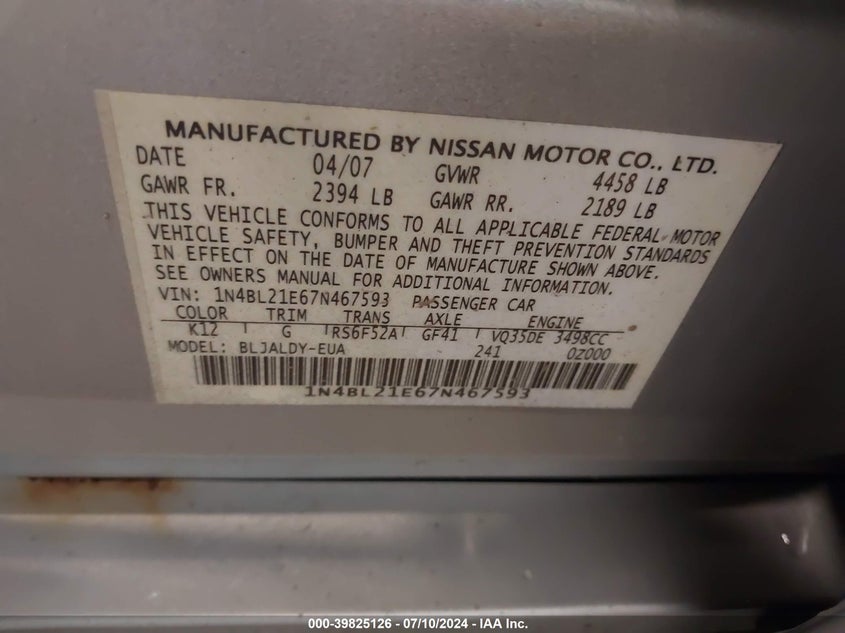 MANUFACTURED BY NISSAN MOTOR CO., LTD.
DATE 04/07 GVWR 4458 LB
GAWR FR. 2394 LB GAWR RR. 2189 LB
THIS VEHICLE CONFORMS TO ALL APPLICABLE FEDERAL MOTOR
VEHICLE SAFETY, BUMPER AND THEFT PREVENTION STANDARDS
IN EFFECT ON THE DATE OF MANUFACTURE SHOWN ABOVE.
SEE OWNERS MANUAL FOR ADDITIONAL INFORMATION.
VIN: 1N4BL21E67N467593 PASSENGER CAR
COLOR TRIM TRANS AXLE ENGINE
K12 G RS6F52A GF41 VQ35DE 3498CC
MODEL: BLJALDY-EUA 241 0Z000
1N4BL21E67N467593
000-39825126 - 07/10/2024 - IAA Inc.